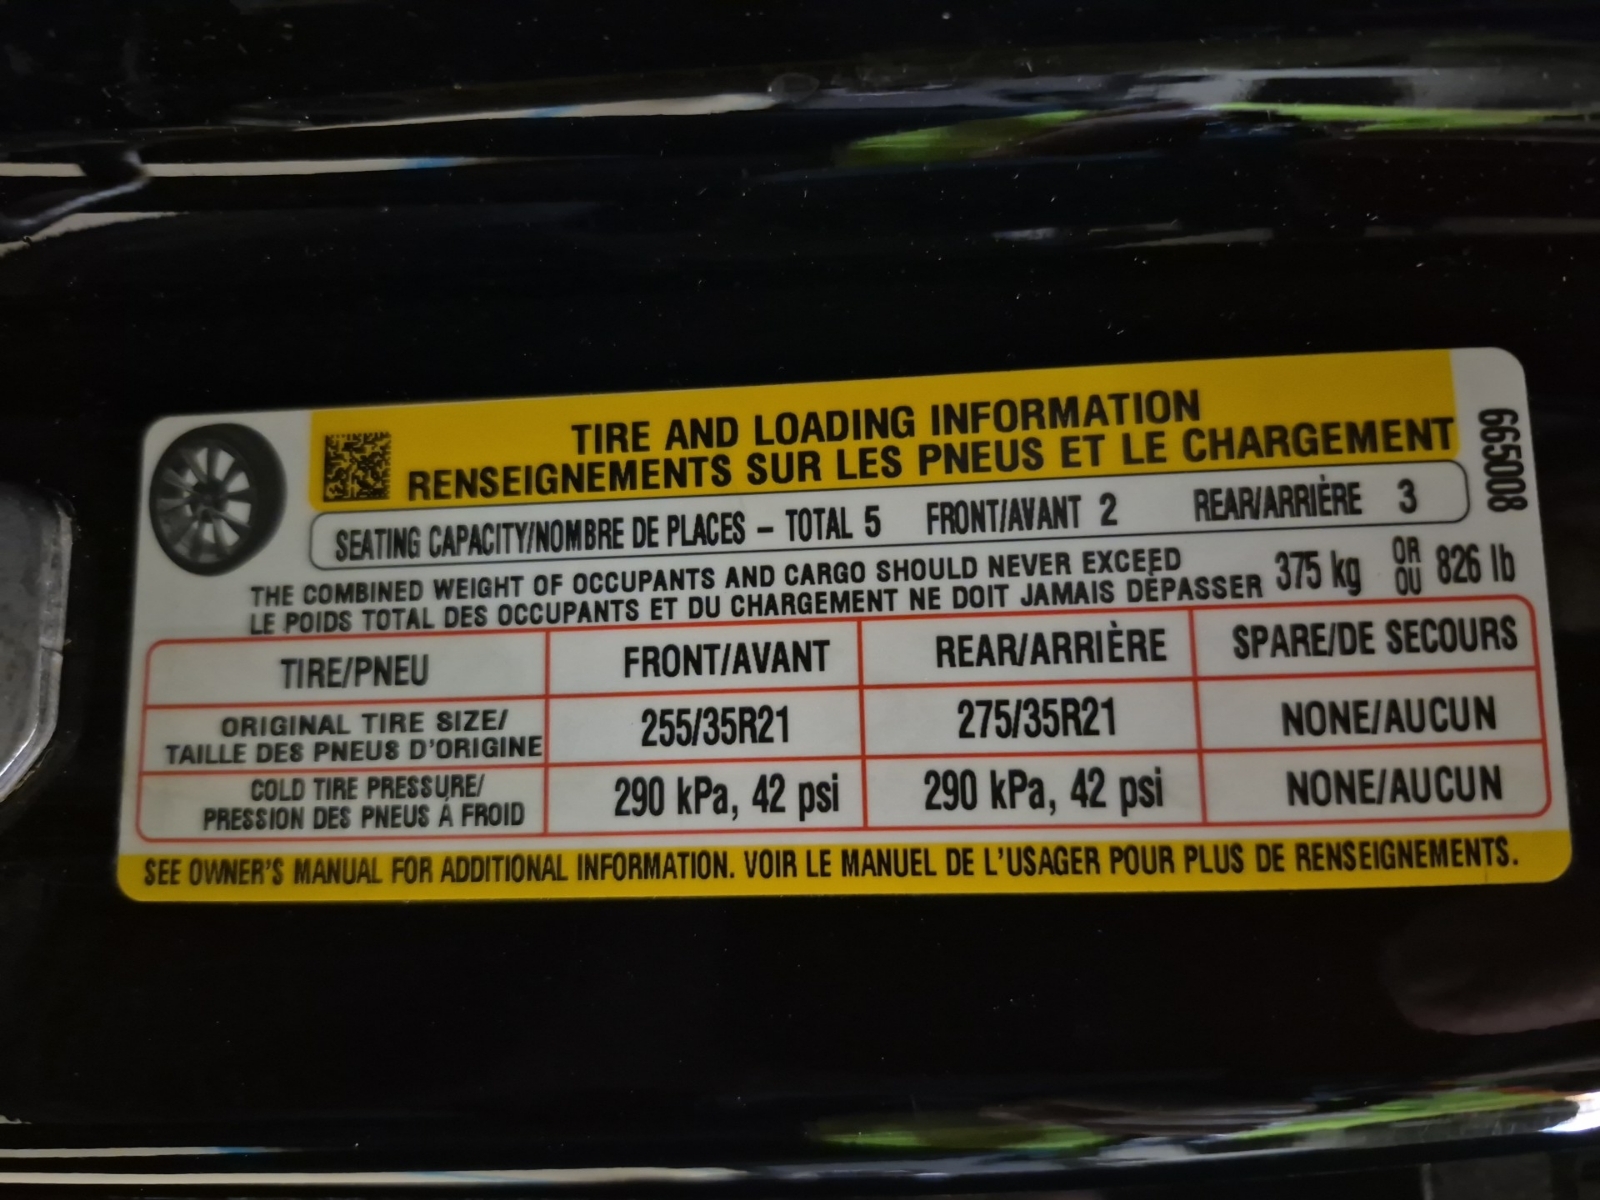 TIRE AND LOADING INFORMATION
RENSEIGNEMENTS SUR LES PNEUS ET LE CHARGEMENT
665008
SEATING CAPACITY/NOMBRE DE PLACES – TOTAL 5 FRONT/AVANT 2 REAR/ARRIÈRE 3
THE COMBINED WEIGHT OF OCCUPANTS AND CARGO SHOULD NEVER EXCEED
LE POIDS TOTAL DES OCCUPANTS ET DU CHARGEMENT NE DOIT JAMAIS DÉPASSER
375 kg OR OU 826 lb
TIRE/PNEU FRONT/AVANT REAR/ARRIÈRE SPARE/DE SECOURS
ORIGINAL TIRE SIZE/
TAILLE DES PNEUS D'ORIGINE
255/35R21 275/35R21 NONE/AUCUN
COLD TIRE PRESSURE/
PRESSION DES PNEUS Á FROID
290 kPa, 42 psi 290 kPa, 42 psi NONE/AUCUN
SEE OWNER'S MANUAL FOR ADDITIONAL INFORMATION. VOIR LE MANUEL DE L'USAGER POUR PLUS DE RENSEIGNEMENTS.